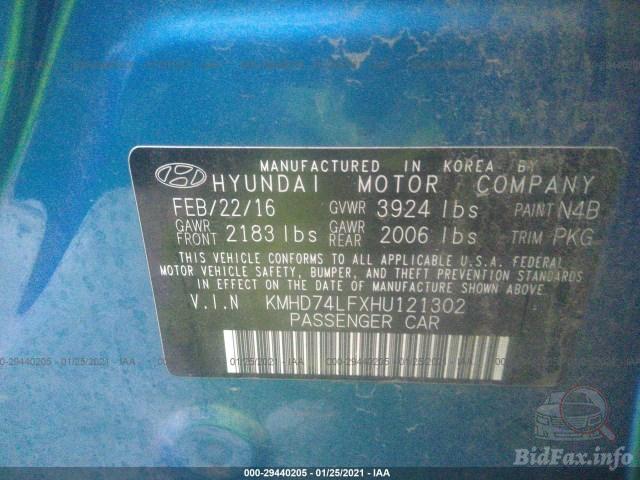 MANUFACTURED IN KOREA BY
HYUNDAI MOTOR COMPANY
FEB/22/16 GVWR 3924 lbs PAINT N4B
GAWR FRONT 2183 lbs GAWR REAR 2006 lbs TRIM PKG
THIS VEHICLE CONFORMS TO ALL APPLICABLE U.S.A. FEDERAL
MOTOR VEHICLE SAFETY, BUMPER, AND THEFT PREVENTION STANDARDS
IN EFFECT ON THE DATE OF MANUFACTURE SHOWN ABOVE.
V.I.N KMHD74LFXHU121302
PASSENGER CAR
000-29440205 - 01/25/2021 - IAA
BidFax.info